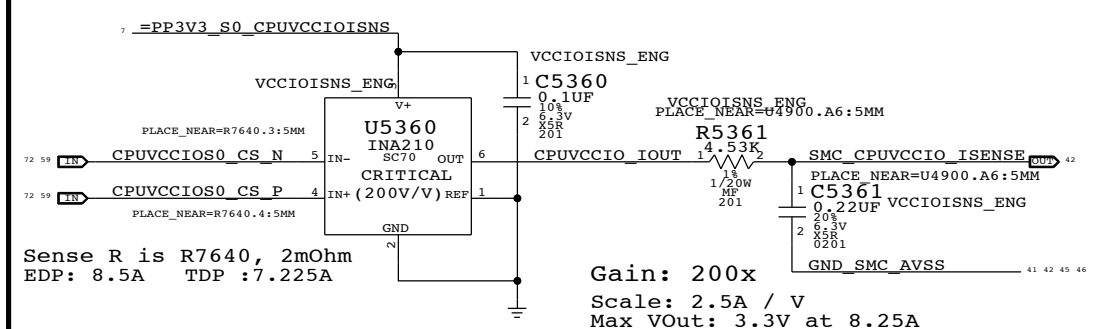 7 =PP3V3_S0_CPUVCCIOISNS
VCCIOISNS_ENG
VCCIOISNS_ENG
3
V+
1 C5360
0.1UF
10%
6.3V
2 X5R
201
PLACE_NEAR=R7640.3:5MM
U5360
INA210
SC70
CRITICAL
(200V/V)
72 59 IN CPUVCCIOS0_CS_N 5 IN-
OUT 6 CPUVCCIO_IOUT
72 59 IN CPUVCCIOS0_CS_P 4 IN+
REF 1
PLACE_NEAR=R7640.4:5MM
GND
2
VCCIOISNS_ENG
PLACE_NEAR=U4900.A6:5MM
R5361
4.53K
1 2
1%
1/20W
MF
201
SMC_CPUVCCIO_ISENSE OUT 42
PLACE_NEAR=U4900.A6:5MM
1 C5361
0.22UF VCCIOISNS_ENG
20%
6.3V
2 X5R
0201
GND_SMC_AVSS 41 42 45 46
Sense R is R7640, 2mOhm
EDP: 8.5A TDP :7.225A
Gain: 200x
Scale: 2.5A / V
Max VOut: 3.3V at 8.25A